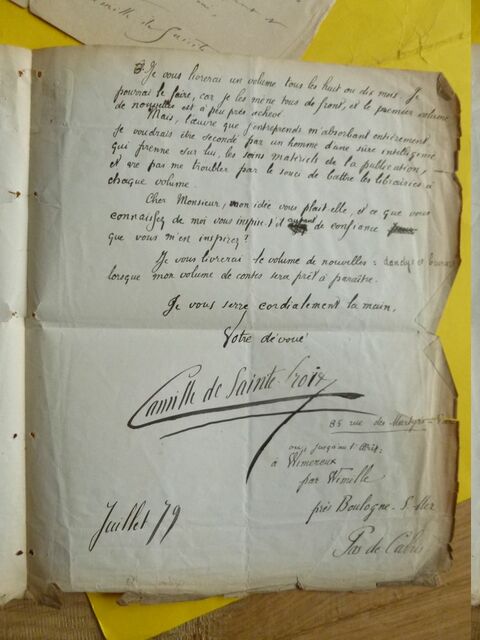 Camille de Sainte
Je vous livrerai un volume tous les huit ou dix mois. Je
pourrai le faire, car je les mène tous de front, et le premier volume
de nouvelles est à peu près achevé
Mais, l'œuvre que j'entreprends m'absorbant entièrement
je voudrais être secondé par un homme d'une sûre intelligence
qui prenne sur lui, les soins matériels de la publication, —
et ne pas me troubler par le souci de battre les librairies à
chaque volume.
Cher Monsieur, mon idée vous plaît-elle, et ce que vous
connaissez de moi vous inspire t'il autant de confiance
que vous m'en inspirez?
Je vous livrerai le volume de nouvelles :
lorsque mon volume de contes sera prêt à paraître.
Je vous serre cordialement la main,
Votre dévoué
Camille de Sainte-Croix
85 rue des Martyrs -
à Wimereux
par Wimille
près Boulogne-S-Mer
Pas de Calais
Juillet 79